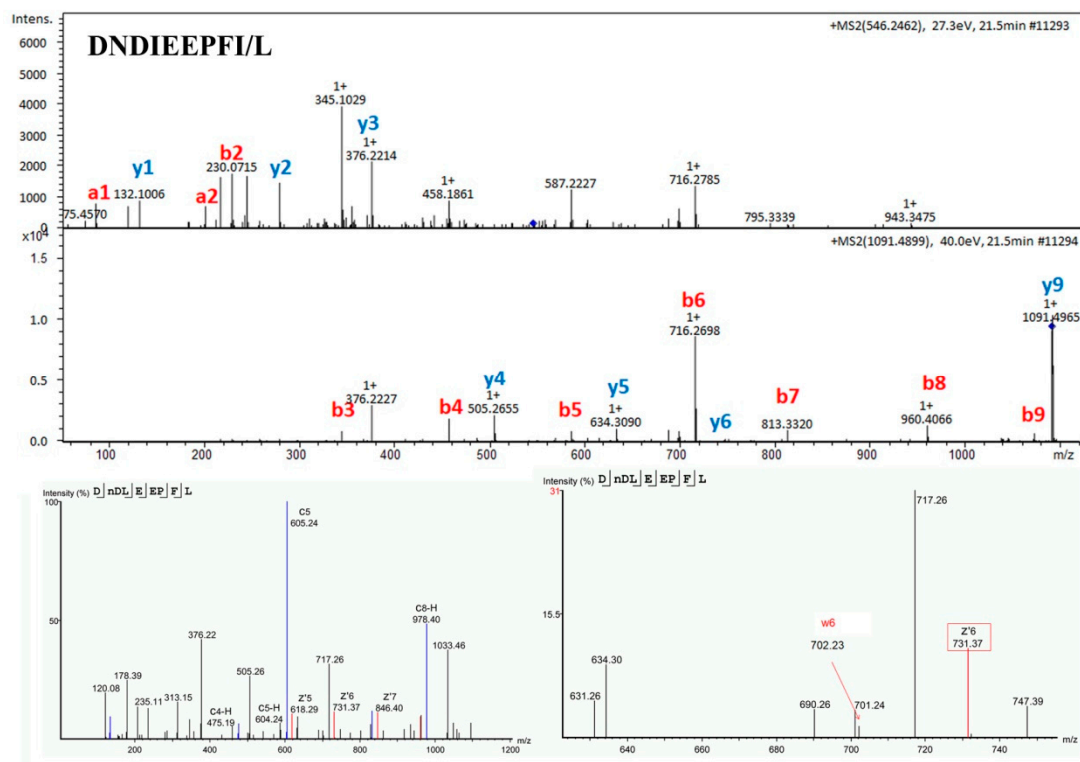 Intens.
+MS2(546.2462), 27.3eV, 21.5min #11293
DNDIEEPFI/L
6000
5000
4000
3000
2000
1000
0
a1
75.4570
y1
132.1006
a2
b2
230.0715
y2
1+
345.1029
y3
1+
376.2214
1+
458.1861
587.2227
1+
716.2785
795.3339
1+
943.3475
x10⁴
+MS2(1091.4899), 40.0eV, 21.5min #11294
1.5
1.0
0.5
0.0
b3
1+
376.2227
b4
y4
1+
505.2655
b5
y5
1+
634.3090
b6
1+
716.2698
y6
b7
813.3320
b8
1+
960.4066
b9
y9
1+
1091.4965
100 200 300 400 500 600 700 800 900 1000 m/z
Intensity (%) D nDL E EP F L
100
50
120.08
178.39
235.11
313.15
376.22
C4-H
475.19
505.26
C5-H
604.24
C5
605.24
Z'5
618.29
717.26
Z'6
731.37
Z'7
846.40
C8-H
978.40
1033.46
200 400 600 800 1000 1200 m/z
Intensity (%) D nDL E EP F L
31
15.5
631.26
634.30
690.26
w6
702.23
701.24
717.26
Z'6
731.37
747.39
640 660 680 700 720 740 m/z